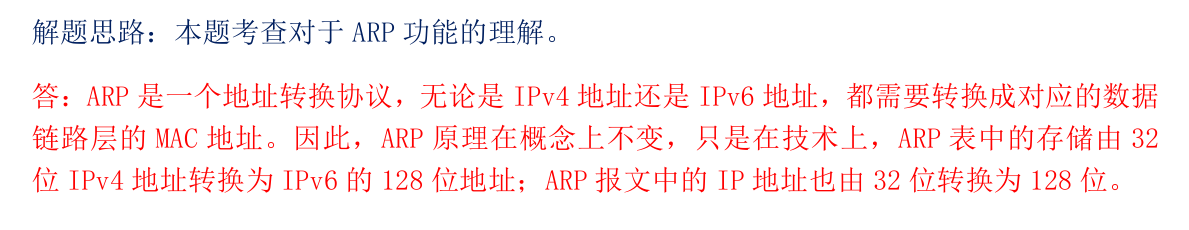 解题思路：本题考查对于 ARP 功能的理解。
答：ARP 是一个地址转换协议，无论是 IPv4 地址还是 IPv6 地址，都需要转换成对应的数据
链路层的 MAC 地址。因此，ARP 原理在概念上不变，只是在技术上，ARP 表中的存储由 32
位 IPv4 地址转换为 IPv6 的 128 位地址；ARP 报文中的 IP 地址也由 32 位转换为 128 位。